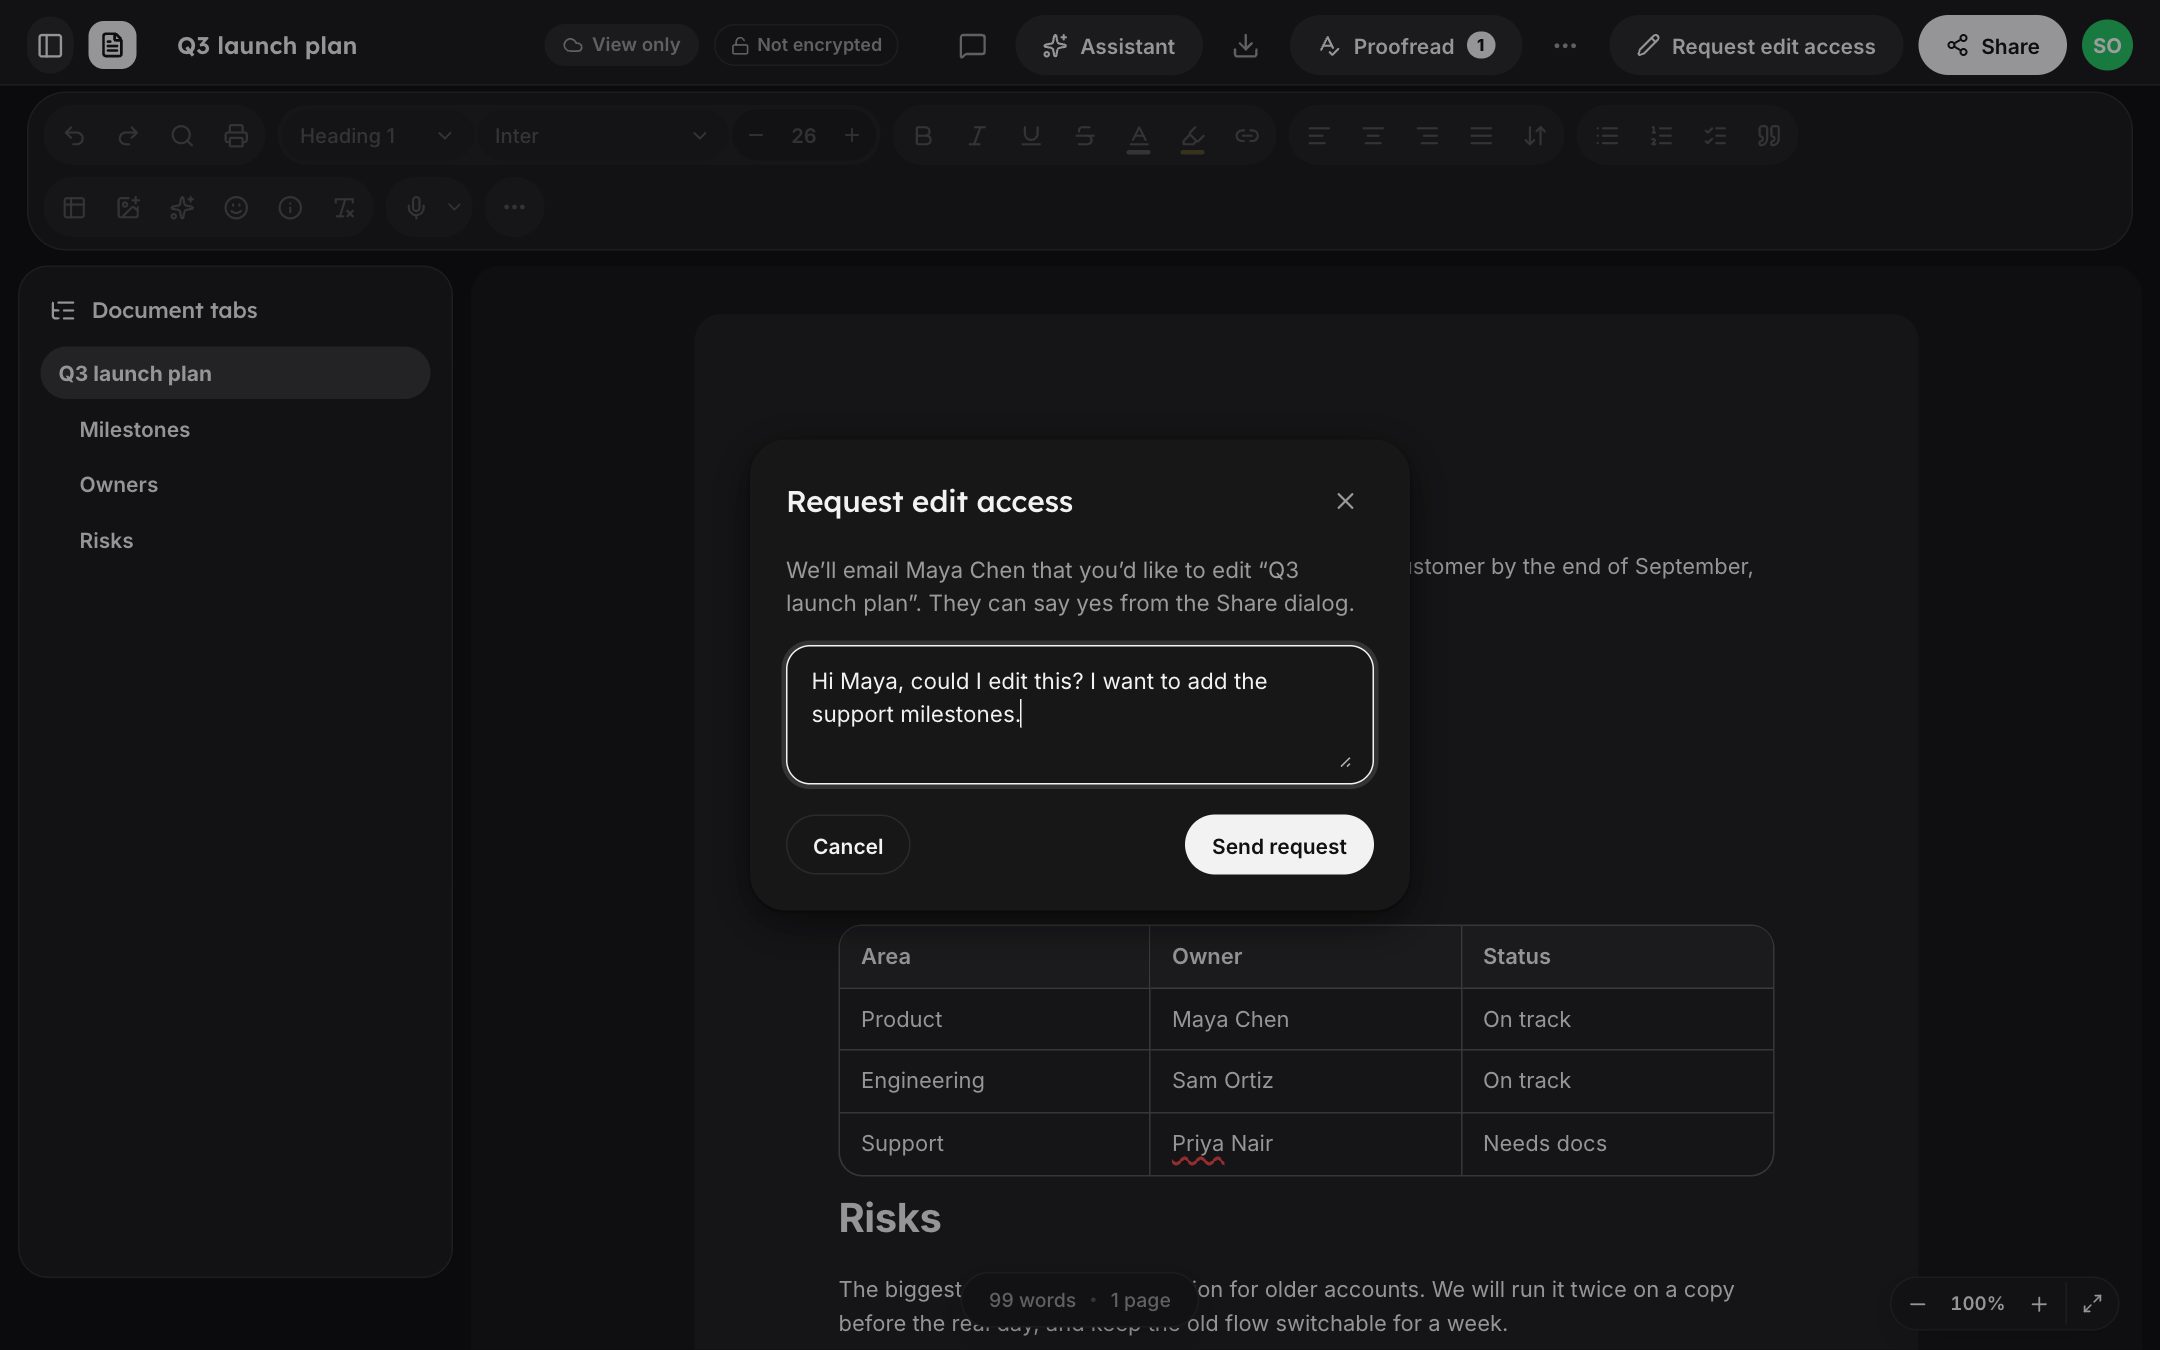 Q3 launch plan
View only
Not encrypted
Assistant
Proofread 1
Request edit access
Share
SO
Heading 1
Inter
26
Document tabs
Q3 launch plan
Milestones
Owners
Risks
Request edit access
We’ll email Maya Chen that you’d like to edit “Q3
launch plan”. They can say yes from the Share dialog.
Hi Maya, could I edit this? I want to add the
support milestones.
Cancel
Send request
by the end of September,
Area Owner Status
Product Maya Chen On track
Engineering Sam Ortiz On track
Support Priya Nair Needs docs
Risks
The biggest for older accounts. We will run it twice on a copy
before the real day, and keep the old flow switchable for a week.
99 words • 1 page
100%